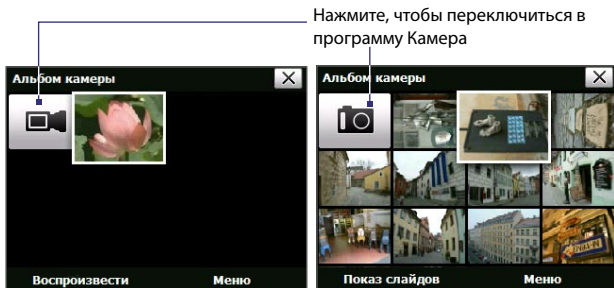 Нажмите, чтобы переключиться в
программу Камера
Альбом камеры
Воспроизвести Меню
Альбом камеры
Показ слайдов Меню